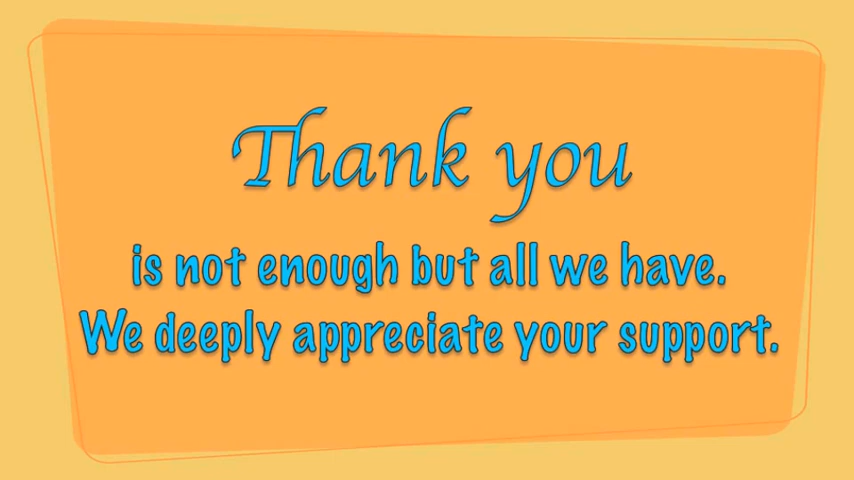 Thank you
is not enough but all we have.
We deeply appreciate your support.